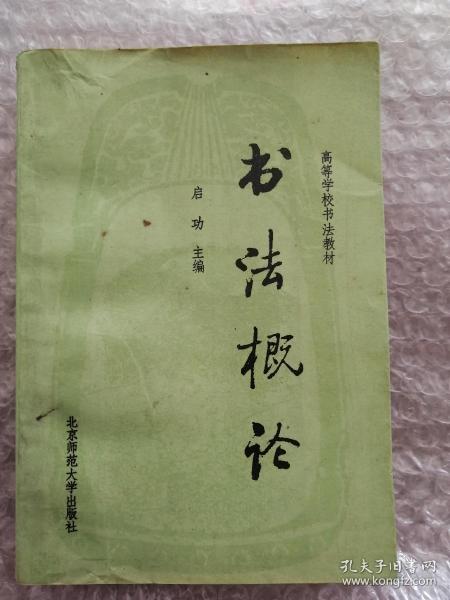 高等学校书法教材
书法概论
启功 主编
北京师范大学出版社
孔夫子旧书网
www.kongfz.com